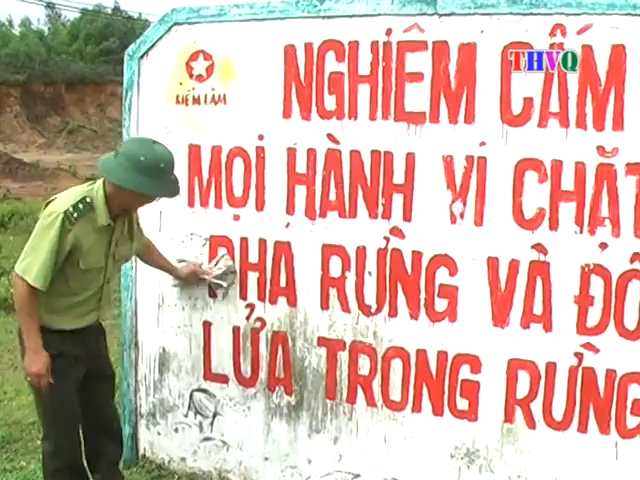 THVQ
KIỂM LÂM
NGHIÊM CẤM
MỌI HÀNH VI CHẶT
PHÁ RỪNG VÀ ĐỐ
LỬA TRONG RỪNG